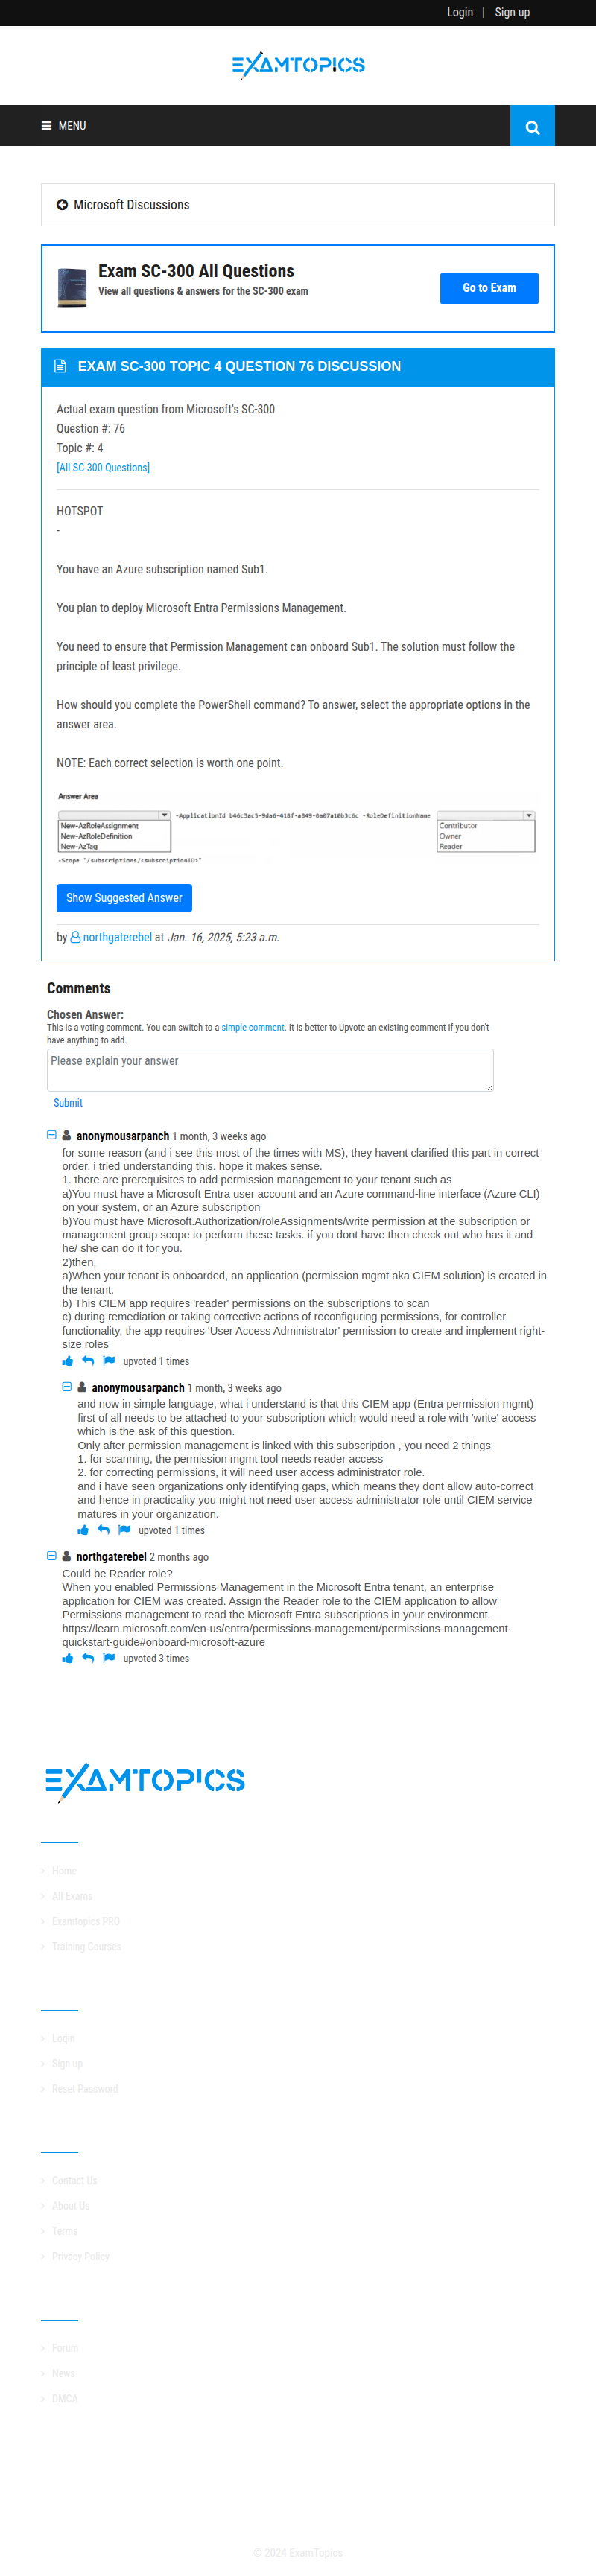 Login | Sign up
EXAMTOPICS
MENU
Microsoft Discussions
Exam SC-300 All Questions
View all questions & answers for the SC-300 exam
Go to Exam
EXAM SC-300 TOPIC 4 QUESTION 76 DISCUSSION
Actual exam question from Microsoft's SC-300
Question #: 76
Topic #: 4
[All SC-300 Questions]
HOTSPOT
-
You have an Azure subscription named Sub1.
You plan to deploy Microsoft Entra Permissions Management.
You need to ensure that Permission Management can onboard Sub1. The solution must follow the
principle of least privilege.
How should you complete the PowerShell command? To answer, select the appropriate options in the
answer area.
NOTE: Each correct selection is worth one point.
Answer Area
-ApplicationId b46c3ac5-9da6-418f-a849-0a07a10b3c6c -RoleDefinitionName
New-AzRoleAssignment
New-AzRoleDefinition
New-AzTag
Contributor
Owner
Reader
-Scope "/subscriptions/<subscriptionID>"
Show Suggested Answer
by northgaterebel at Jan. 16, 2025, 5:23 a.m.
Comments
Chosen Answer:
This is a voting comment. You can switch to a simple comment. It is better to Upvote an existing comment if you don't
have anything to add.
Please explain your answer
Submit
anonymousarpanch 1 month, 3 weeks ago
for some reason (and i see this most of the times with MS), they havent clarified this part in correct
order. i tried understanding this. hope it makes sense.
1. there are prerequisites to add permission management to your tenant such as
a)You must have a Microsoft Entra user account and an Azure command-line interface (Azure CLI)
on your system, or an Azure subscription
b)You must have Microsoft.Authorization/roleAssignments/write permission at the subscription or
management group scope to perform these tasks. if you dont have then check out who has it and
he/ she can do it for you.
2)then,
a)When your tenant is onboarded, an application (permission mgmt aka CIEM solution) is created in
the tenant.
b) This CIEM app requires 'reader' permissions on the subscriptions to scan
c) during remediation or taking corrective actions of reconfiguring permissions, for controller
functionality, the app requires 'User Access Administrator' permission to create and implement right-
size roles
upvoted 1 times
anonymousarpanch 1 month, 3 weeks ago
and now in simple language, what i understand is that this CIEM app (Entra permission mgmt)
first of all needs to be attached to your subscription which would need a role with 'write' access
which is the ask of this question.
Only after permission management is linked with this subscription , you need 2 things
1. for scanning, the permission mgmt tool needs reader access
2. for correcting permissions, it will need user access administrator role.
and i have seen organizations only identifying gaps, which means they dont allow auto-correct
and hence in practicality you might not need user access administrator role until CIEM service
matures in your organization.
upvoted 1 times
northgaterebel 2 months ago
Could be Reader role?
When you enabled Permissions Management in the Microsoft Entra tenant, an enterprise
application for CIEM was created. Assign the Reader role to the CIEM application to allow
Permissions management to read the Microsoft Entra subscriptions in your environment.
https://learn.microsoft.com/en-us/entra/permissions-management/permissions-management-
quickstart-guide#onboard-microsoft-azure
upvoted 3 times
EXAMTOPICS
Home
All Exams
Examtopics PRO
Training Courses
Login
Sign up
Reset Password
Contact Us
About Us
Terms
Privacy Policy
Forum
News
DMCA
© 2024 ExamTopics